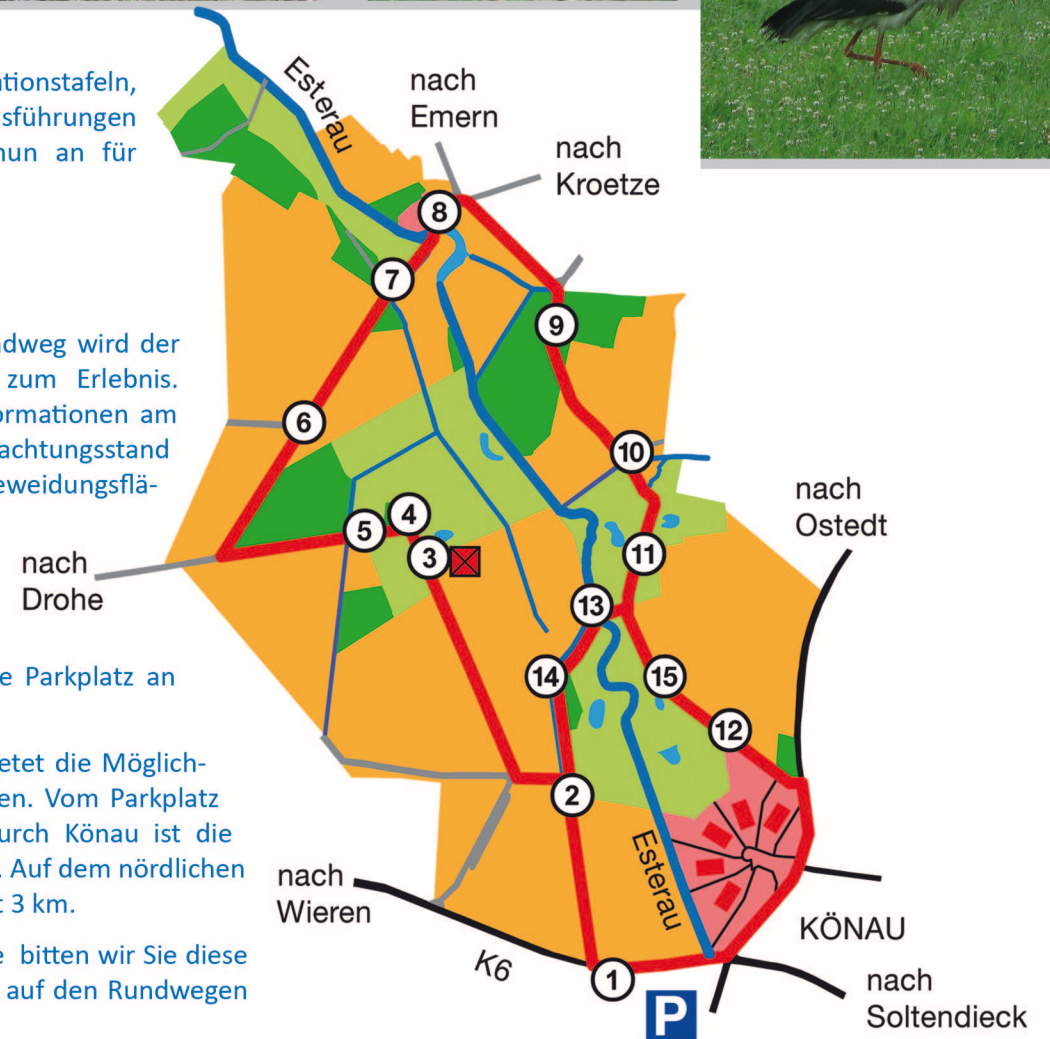 tionstafeln,
sführungen
nun an für
ndweg wird der
zum Erlebnis.
ormationen am
achtungsstand
eweidungsflä-
e Parkplatz an
etet die Möglich-
en. Vom Parkplatz
urch Könau ist die
. Auf dem nördlichen
t 3 km.
e bitten wir Sie diese
auf den Rundwegen
Esterau
nach
Emern
nach
Kroetze
8
7
9
6
10
nach
Ostedt
4
5
3
11
nach
Drohe
13
14
15
12
2
Esterau
nach
Wieren
KÖNAU
K6
1
nach
Soltendieck
P